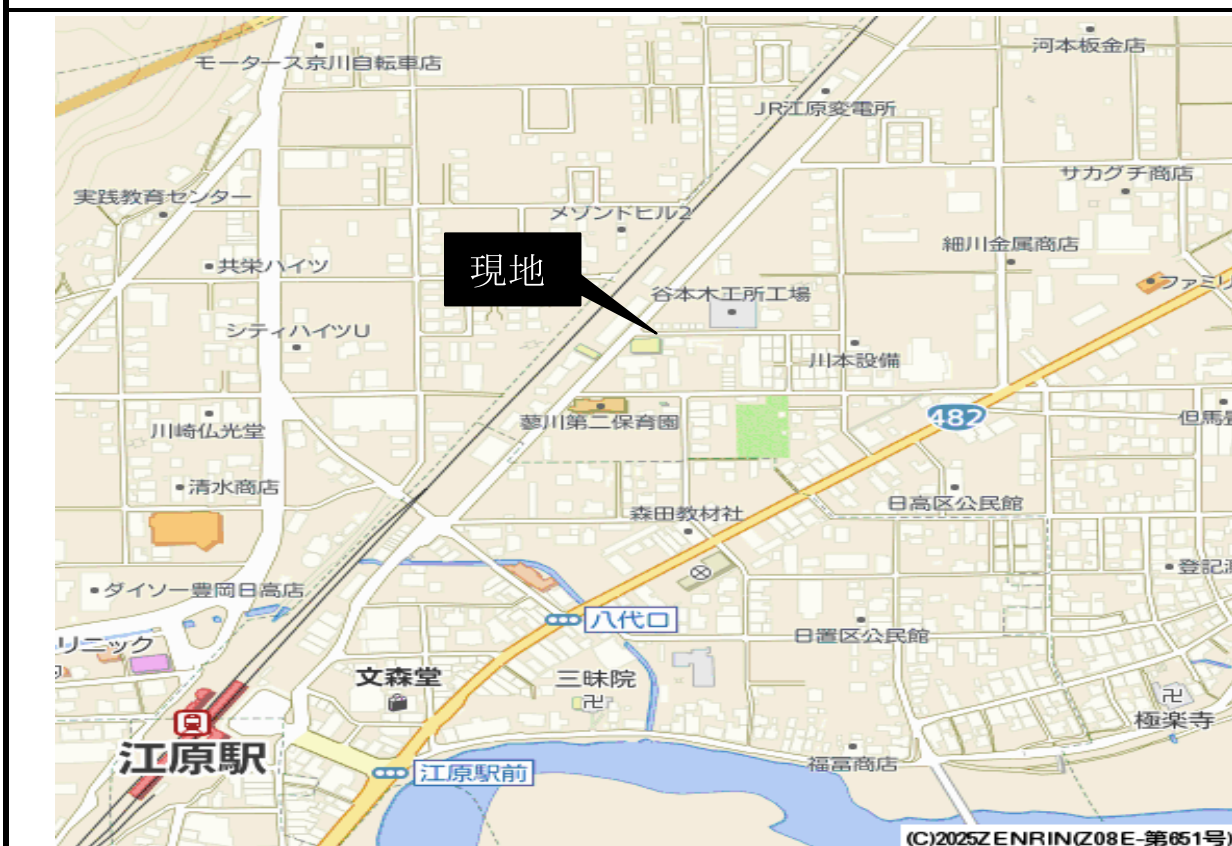 河本板金店
モータース京川自転車店
JR江原変電所
サカグチ商店
実践教育センター
メゾンドヒル2
細川金属商店
共栄ハイツ
現地
ファミリ
谷本木工所工場
シティハイツU
川本設備
482
蓼川第二保育園
川崎仏光堂
清水商店
日高区公民館
森田教材社
登記
ダイソー豊岡日高店
八代口
日置区公民館
リニック
文森堂
三昧院
卍
卍
極楽寺
江原駅
江原駅前
福冨商店
(C)2025ZENRIN(Z08E-第651号)